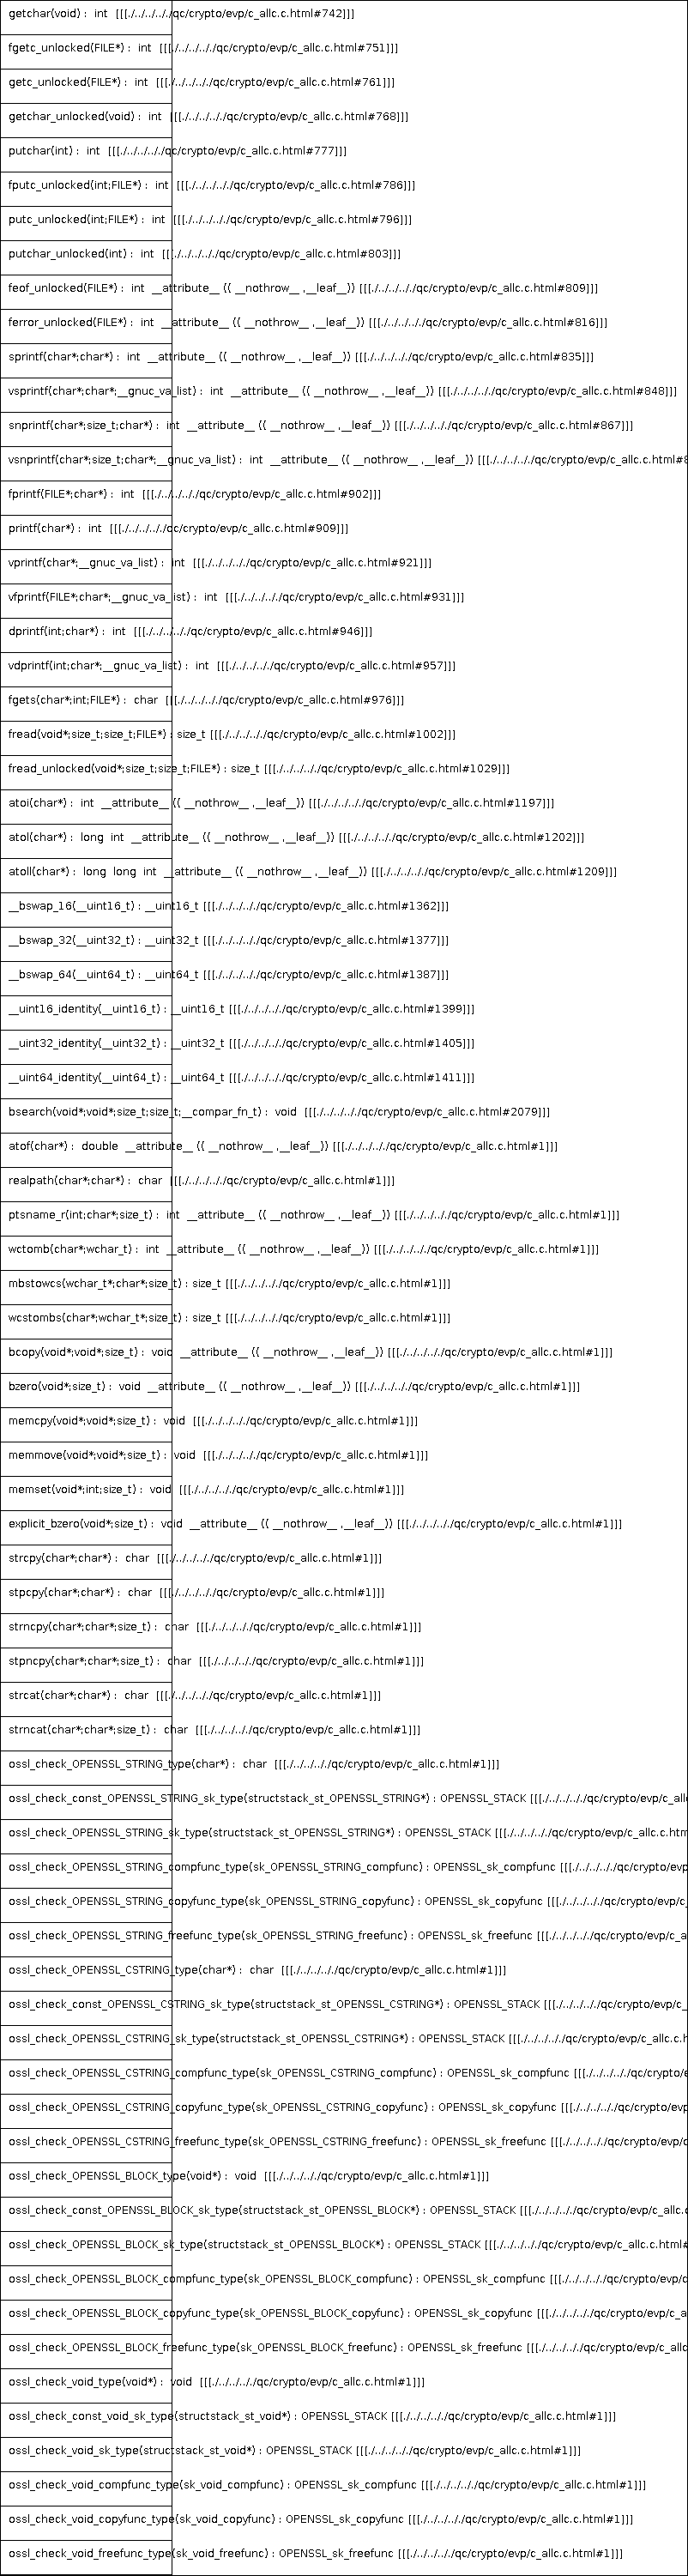 getchar(void) : int [[[./../../../qc/crypto/evp/c_allc.c.html#742]]]
fgetc_unlocked(FILE*) : int [[[./../../../qc/crypto/evp/c_allc.c.html#751]]]
getc_unlocked(FILE*) : int [[[./../../../qc/crypto/evp/c_allc.c.html#761]]]
getchar_unlocked(void) : int [[[./../../../qc/crypto/evp/c_allc.c.html#768]]]
putchar(int) : int [[[./../../../qc/crypto/evp/c_allc.c.html#777]]]
fputc_unlocked(int;FILE*) : int [[[./../../../qc/crypto/evp/c_allc.c.html#786]]]
putc_unlocked(int;FILE*) : int [[[./../../../qc/crypto/evp/c_allc.c.html#796]]]
putchar_unlocked(int) : int [[[./../../../qc/crypto/evp/c_allc.c.html#803]]]
feof_unlocked(FILE*) : int __attribute__ (( __nothrow__ ,__leaf__)) [[[./../../../qc/crypto/evp/c_allc.c.html#809]]]
ferror_unlocked(FILE*) : int __attribute__ (( __nothrow__ ,__leaf__)) [[[./../../../qc/crypto/evp/c_allc.c.html#816]]]
sprintf(char*;char*) : int __attribute__ (( __nothrow__ ,__leaf__)) [[[./../../../qc/crypto/evp/c_allc.c.html#835]]]
vsprintf(char*;char*;__gnuc_va_list) : int __attribute__ (( __nothrow__ ,__leaf__)) [[[./../../../qc/crypto/evp/c_allc.c.html#848]]]
snprintf(char*;size_t;char*) : int __attribute__ (( __nothrow__ ,__leaf__)) [[[./../../../qc/crypto/evp/c_allc.c.html#867]]]
vsnprintf(char*;size_t;char*;__gnuc_va_list) : int __attribute__ (( __nothrow__ ,__leaf__)) [[[./../../../qc/crypto/evp/c_allc.c.html#8
fprintf(FILE*;char*) : int [[[./../../../qc/crypto/evp/c_allc.c.html#902]]]
printf(char*) : int [[[./../../../qc/crypto/evp/c_allc.c.html#909]]]
vprintf(char*;__gnuc_va_list) : int [[[./../../../qc/crypto/evp/c_allc.c.html#921]]]
vfprintf(FILE*;char*;__gnuc_va_list) : int [[[./../../../qc/crypto/evp/c_allc.c.html#931]]]
dprintf(int;char*) : int [[[./../../../qc/crypto/evp/c_allc.c.html#946]]]
vdprintf(int;char*;__gnuc_va_list) : int [[[./../../../qc/crypto/evp/c_allc.c.html#957]]]
fgets(char*;int;FILE*) : char [[[./../../../qc/crypto/evp/c_allc.c.html#976]]]
fread(void*;size_t;size_t;FILE*) : size_t [[[./../../../qc/crypto/evp/c_allc.c.html#1002]]]
fread_unlocked(void*;size_t;size_t;FILE*) : size_t [[[./../../../qc/crypto/evp/c_allc.c.html#1029]]]
atoi(char*) : int __attribute__ (( __nothrow__ ,__leaf__)) [[[./../../../qc/crypto/evp/c_allc.c.html#1197]]]
atol(char*) : long int __attribute__ (( __nothrow__ ,__leaf__)) [[[./../../../qc/crypto/evp/c_allc.c.html#1202]]]
atoll(char*) : long long int __attribute__ (( __nothrow__ ,__leaf__)) [[[./../../../qc/crypto/evp/c_allc.c.html#1209]]]
__bswap_16(__uint16_t) : __uint16_t [[[./../../../qc/crypto/evp/c_allc.c.html#1362]]]
__bswap_32(__uint32_t) : __uint32_t [[[./../../../qc/crypto/evp/c_allc.c.html#1377]]]
__bswap_64(__uint64_t) : __uint64_t [[[./../../../qc/crypto/evp/c_allc.c.html#1387]]]
__uint16_identity(__uint16_t) : __uint16_t [[[./../../../qc/crypto/evp/c_allc.c.html#1399]]]
__uint32_identity(__uint32_t) : __uint32_t [[[./../../../qc/crypto/evp/c_allc.c.html#1405]]]
__uint64_identity(__uint64_t) : __uint64_t [[[./../../../qc/crypto/evp/c_allc.c.html#1411]]]
bsearch(void*;void*;size_t;size_t;__compar_fn_t) : void [[[./../../../qc/crypto/evp/c_allc.c.html#2079]]]
atof(char*) : double __attribute__ (( __nothrow__ ,__leaf__)) [[[./../../../qc/crypto/evp/c_allc.c.html#1]]]
realpath(char*;char*) : char [[[./../../../qc/crypto/evp/c_allc.c.html#1]]]
ptsname_r(int;char*;size_t) : int __attribute__ (( __nothrow__ ,__leaf__)) [[[./../../../qc/crypto/evp/c_allc.c.html#1]]]
wctomb(char*;wchar_t) : int __attribute__ (( __nothrow__ ,__leaf__)) [[[./../../../qc/crypto/evp/c_allc.c.html#1]]]
mbstowcs(wchar_t*;char*;size_t) : size_t [[[./../../../qc/crypto/evp/c_allc.c.html#1]]]
wcstombs(char*;wchar_t*;size_t) : size_t [[[./../../../qc/crypto/evp/c_allc.c.html#1]]]
bcopy(void*;void*;size_t) : void __attribute__ (( __nothrow__ ,__leaf__)) [[[./../../../qc/crypto/evp/c_allc.c.html#1]]]
bzero(void*;size_t) : void __attribute__ (( __nothrow__ ,__leaf__)) [[[./../../../qc/crypto/evp/c_allc.c.html#1]]]
memcpy(void*;void*;size_t) : void [[[./../../../qc/crypto/evp/c_allc.c.html#1]]]
memmove(void*;void*;size_t) : void [[[./../../../qc/crypto/evp/c_allc.c.html#1]]]
memset(void*;int;size_t) : void [[[./../../../qc/crypto/evp/c_allc.c.html#1]]]
explicit_bzero(void*;size_t) : void __attribute__ (( __nothrow__ ,__leaf__)) [[[./../../../qc/crypto/evp/c_allc.c.html#1]]]
strcpy(char*;char*) : char [[[./../../../qc/crypto/evp/c_allc.c.html#1]]]
stpcpy(char*;char*) : char [[[./../../../qc/crypto/evp/c_allc.c.html#1]]]
strncpy(char*;char*;size_t) : char [[[./../../../qc/crypto/evp/c_allc.c.html#1]]]
stpncpy(char*;char*;size_t) : char [[[./../../../qc/crypto/evp/c_allc.c.html#1]]]
strcat(char*;char*) : char [[[./../../../qc/crypto/evp/c_allc.c.html#1]]]
strncat(char*;char*;size_t) : char [[[./../../../qc/crypto/evp/c_allc.c.html#1]]]
ossl_check_OPENSSL_STRING_type(char*) : char [[[./../../../qc/crypto/evp/c_allc.c.html#1]]]
ossl_check_const_OPENSSL_STRING_sk_type(structstack_st_OPENSSL_STRING*) : OPENSSL_STACK [[[./../../../qc/crypto/evp/c_allc
ossl_check_OPENSSL_STRING_sk_type(structstack_st_OPENSSL_STRING*) : OPENSSL_STACK [[[./../../../qc/crypto/evp/c_allc.c.htm
ossl_check_OPENSSL_STRING_compfunc_type(sk_OPENSSL_STRING_compfunc) : OPENSSL_sk_compfunc [[[./../../../qc/crypto/evp
ossl_check_OPENSSL_STRING_copyfunc_type(sk_OPENSSL_STRING_copyfunc) : OPENSSL_sk_copyfunc [[[./../../../qc/crypto/evp/c_
ossl_check_OPENSSL_STRING_freefunc_type(sk_OPENSSL_STRING_freefunc) : OPENSSL_sk_freefunc [[[./../../../qc/crypto/evp/c_a
ossl_check_OPENSSL_CSTRING_type(char*) : char [[[./../../../qc/crypto/evp/c_allc.c.html#1]]]
ossl_check_const_OPENSSL_CSTRING_sk_type(structstack_st_OPENSSL_CSTRING*) : OPENSSL_STACK [[[./../../../qc/crypto/evp/c_
ossl_check_OPENSSL_CSTRING_sk_type(structstack_st_OPENSSL_CSTRING*) : OPENSSL_STACK [[[./../../../qc/crypto/evp/c_allc.c.h
ossl_check_OPENSSL_CSTRING_compfunc_type(sk_OPENSSL_CSTRING_compfunc) : OPENSSL_sk_compfunc [[[./../../../qc/crypto/e
ossl_check_OPENSSL_CSTRING_copyfunc_type(sk_OPENSSL_CSTRING_copyfunc) : OPENSSL_sk_copyfunc [[[./../../../qc/crypto/evp
ossl_check_OPENSSL_CSTRING_freefunc_type(sk_OPENSSL_CSTRING_freefunc) : OPENSSL_sk_freefunc [[[./../../../qc/crypto/evp/c
ossl_check_OPENSSL_BLOCK_type(void*) : void [[[./../../../qc/crypto/evp/c_allc.c.html#1]]]
ossl_check_const_OPENSSL_BLOCK_sk_type(structstack_st_OPENSSL_BLOCK*) : OPENSSL_STACK [[[./../../../qc/crypto/evp/c_allc.c
ossl_check_OPENSSL_BLOCK_sk_type(structstack_st_OPENSSL_BLOCK*) : OPENSSL_STACK [[[./../../../qc/crypto/evp/c_allc.c.html#
ossl_check_OPENSSL_BLOCK_compfunc_type(sk_OPENSSL_BLOCK_compfunc) : OPENSSL_sk_compfunc [[[./../../../qc/crypto/evp/c
ossl_check_OPENSSL_BLOCK_copyfunc_type(sk_OPENSSL_BLOCK_copyfunc) : OPENSSL_sk_copyfunc [[[./../../../qc/crypto/evp/c_a
ossl_check_OPENSSL_BLOCK_freefunc_type(sk_OPENSSL_BLOCK_freefunc) : OPENSSL_sk_freefunc [[[./../../../qc/crypto/evp/c_allc
ossl_check_void_type(void*) : void [[[./../../../qc/crypto/evp/c_allc.c.html#1]]]
ossl_check_const_void_sk_type(structstack_st_void*) : OPENSSL_STACK [[[./../../../qc/crypto/evp/c_allc.c.html#1]]]
ossl_check_void_sk_type(structstack_st_void*) : OPENSSL_STACK [[[./../../../qc/crypto/evp/c_allc.c.html#1]]]
ossl_check_void_compfunc_type(sk_void_compfunc) : OPENSSL_sk_compfunc [[[./../../../qc/crypto/evp/c_allc.c.html#1]]]
ossl_check_void_copyfunc_type(sk_void_copyfunc) : OPENSSL_sk_copyfunc [[[./../../../qc/crypto/evp/c_allc.c.html#1]]]
ossl_check_void_freefunc_type(sk_void_freefunc) : OPENSSL_sk_freefunc [[[./../../../qc/crypto/evp/c_allc.c.html#1]]]